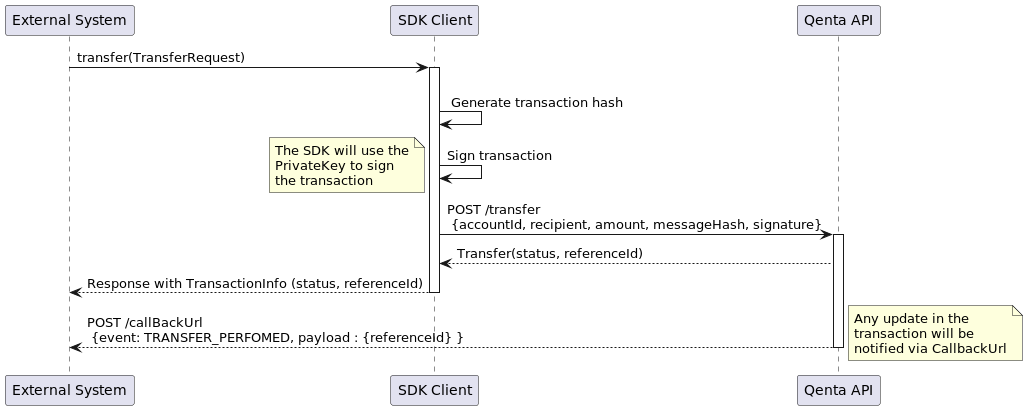 External System
SDK Client
Qenta API
transfer(TransferRequest)
Generate transaction hash
The SDK will use the
PrivateKey to sign
the transaction
Sign transaction
POST /transfer
{accountId, recipient, amount, messageHash, signature}
Transfer(status, referenceId)
Response with TransactionInfo (status, referenceId)
POST /callBackUrl
{event: TRANSFER_PERFOMED, payload : {referenceId} }
Any update in the
transaction will be
notified via CallbackUrl
External System
SDK Client
Qenta API